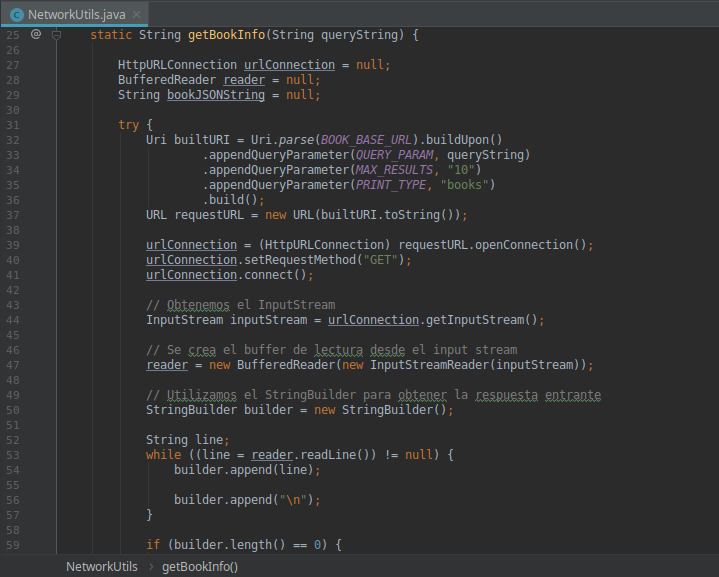 NetworkUtils.java
25 @ static String getBookInfo(String queryString) {
26
27 HttpURLConnection urlConnection = null;
28 BufferedReader reader = null;
29 String bookJSONString = null;
30
31 try {
32 Uri builtURI = Uri.parse(BOOK_BASE_URL).buildUpon()
33 .appendQueryParameter(QUERY_PARAM, queryString)
34 .appendQueryParameter(MAX_RESULTS, "10")
35 .appendQueryParameter(PRINT_TYPE, "books")
36 .build();
37 URL requestURL = new URL(builtURI.toString());
38
39 urlConnection = (HttpURLConnection) requestURL.openConnection();
40 urlConnection.setRequestMethod("GET");
41 urlConnection.connect();
42
43 // Obtenemos el InputStream
44 InputStream inputStream = urlConnection.getInputStream();
45
46 // Se crea el buffer de lectura desde el input stream
47 reader = new BufferedReader(new InputStreamReader(inputStream));
48
49 // Utilizamos el StringBuilder para obtener la respuesta entrante
50 StringBuilder builder = new StringBuilder();
51
52 String line;
53 while ((line = reader.readLine()) != null) {
54 builder.append(line);
55
56 builder.append("\n");
57 }
58
59 if (builder.length() == 0) {
NetworkUtils > getBookInfo()